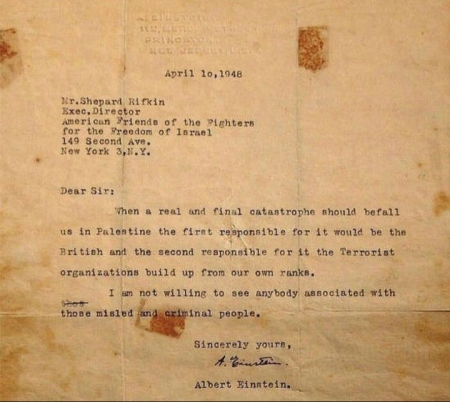 April 1o,1948
Mr.Shepard Rifkin
Exec.Director
American Friends of the Fighters
for the Freedom of Israel
149 Second Ave.
New York 3,N.Y.
Dear Sir:
When a real and final catastrophe should befall
us in Palestine the first responsible for it would be the
British and the second responsible for it the Terrorist
organizations build up from our own ranks.
I am not willing to see anybody associated with
those misled and criminal people.
Sincerely yours,
A. Einstein.
Albert Einstein.